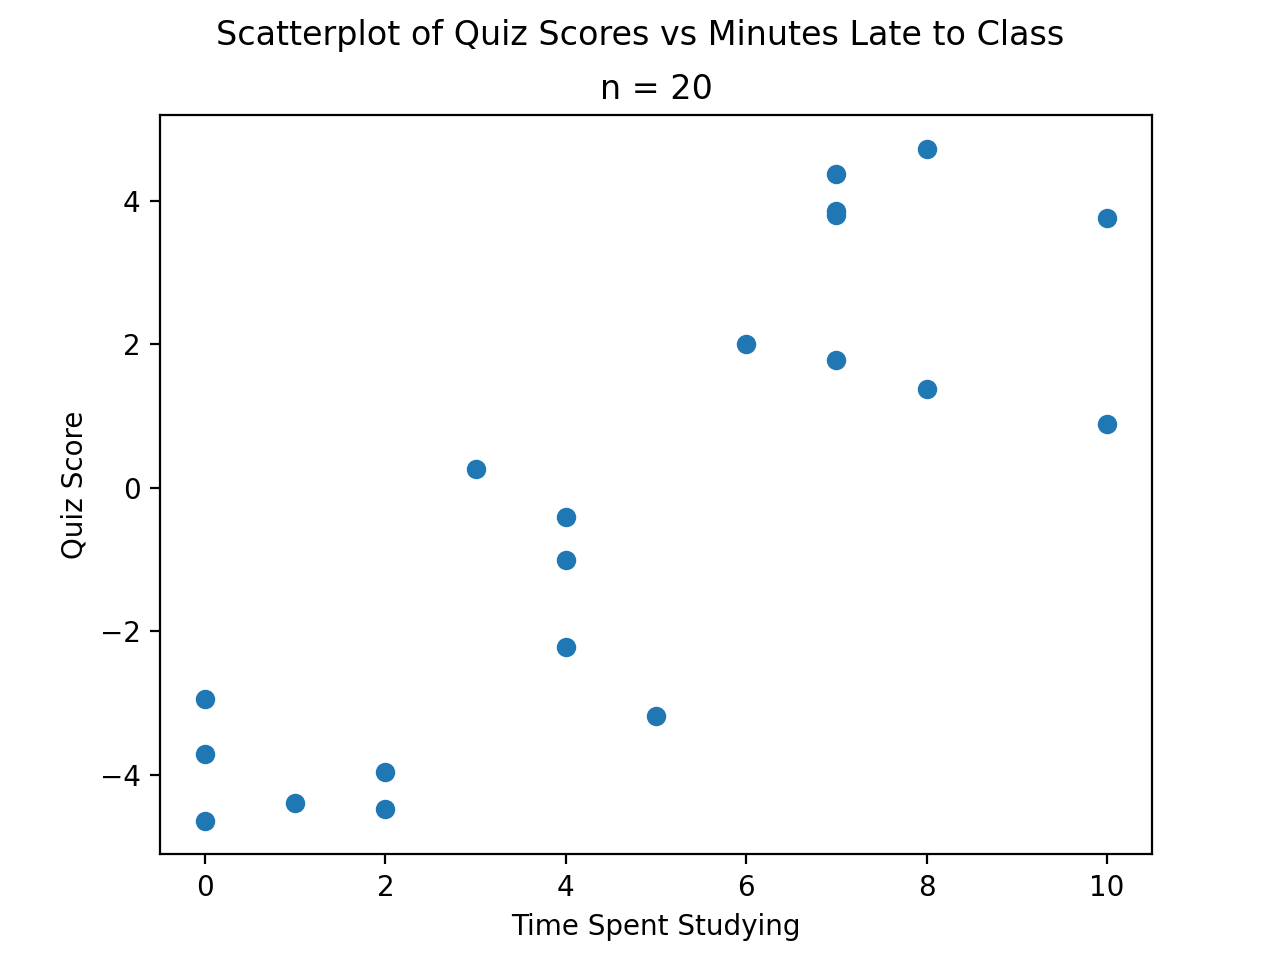 Scatterplot of Quiz Scores vs Minutes Late to Class
n = 20
4
2
0
−2
−4
Quiz Score
0 2 4 6 8 10
Time Spent Studying